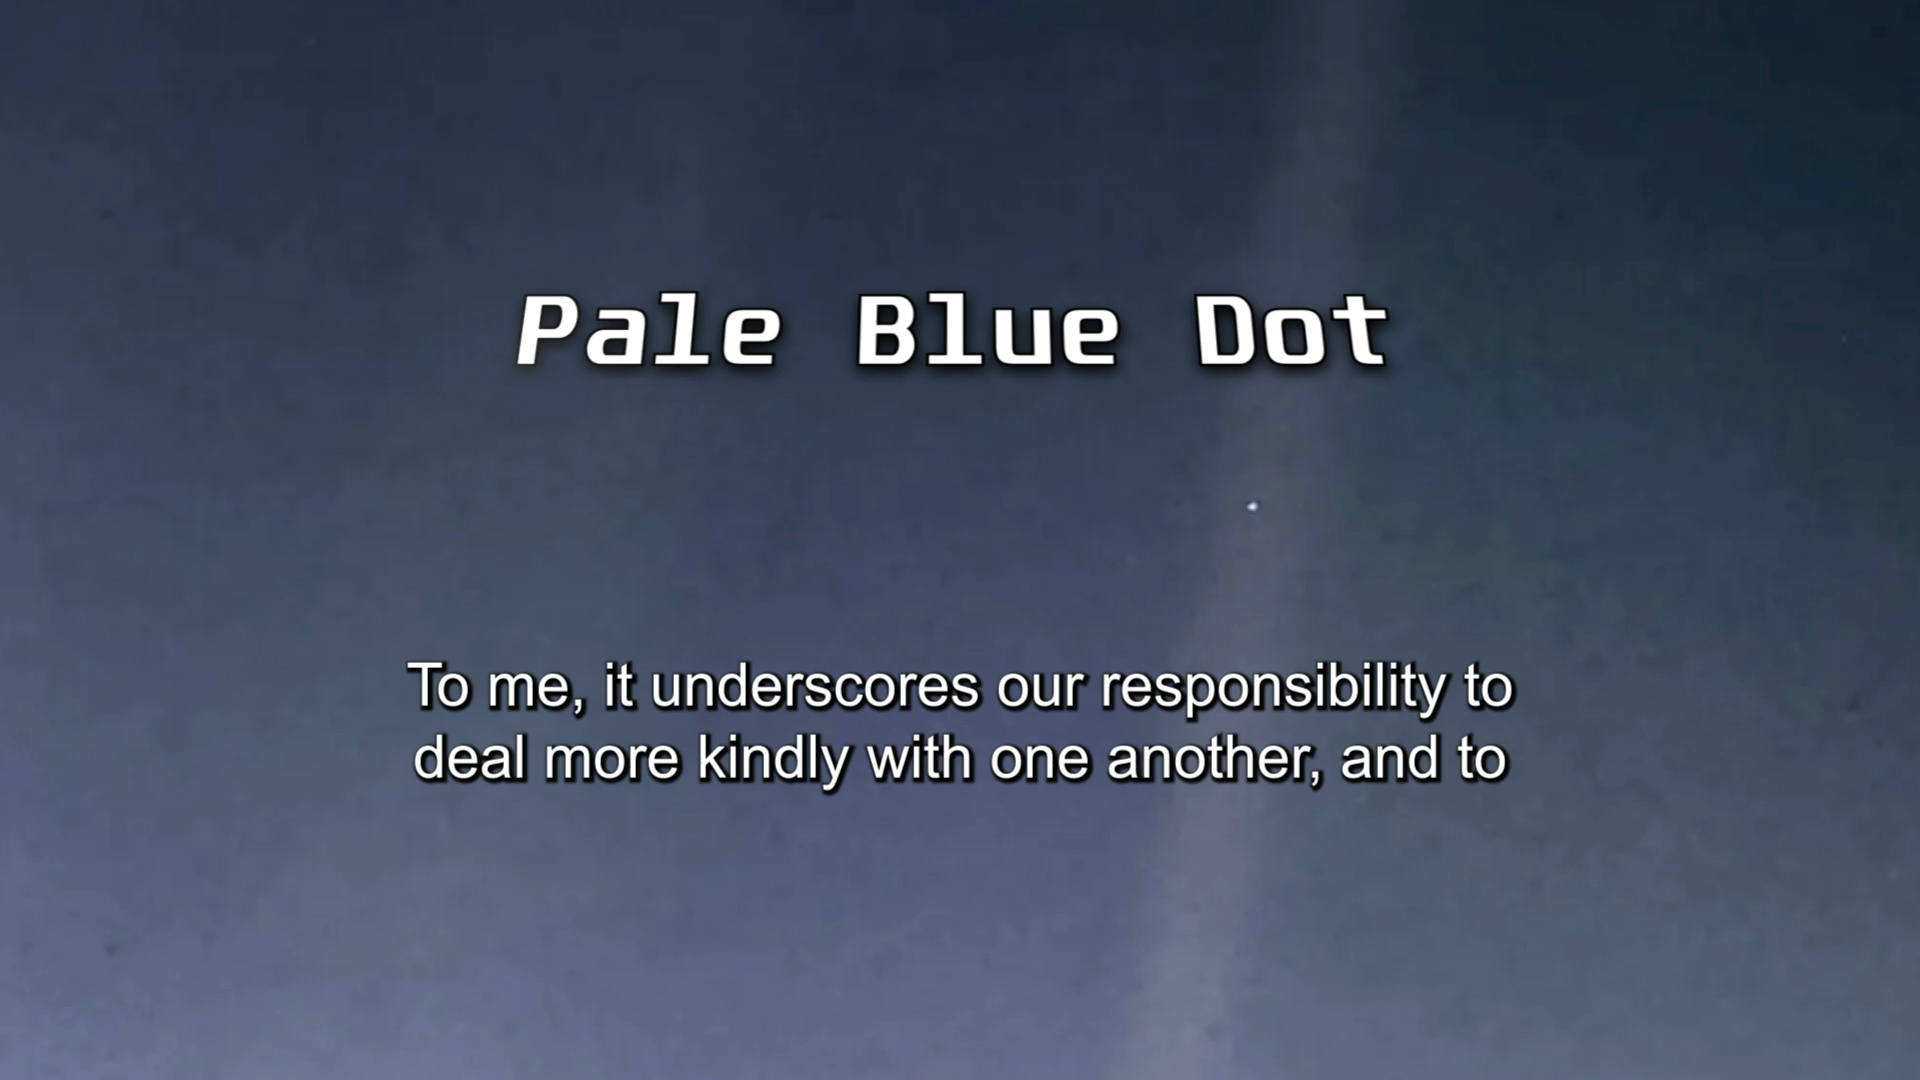 Pale Blue Dot
To me, it underscores our responsibility to
deal more kindly with one another, and to